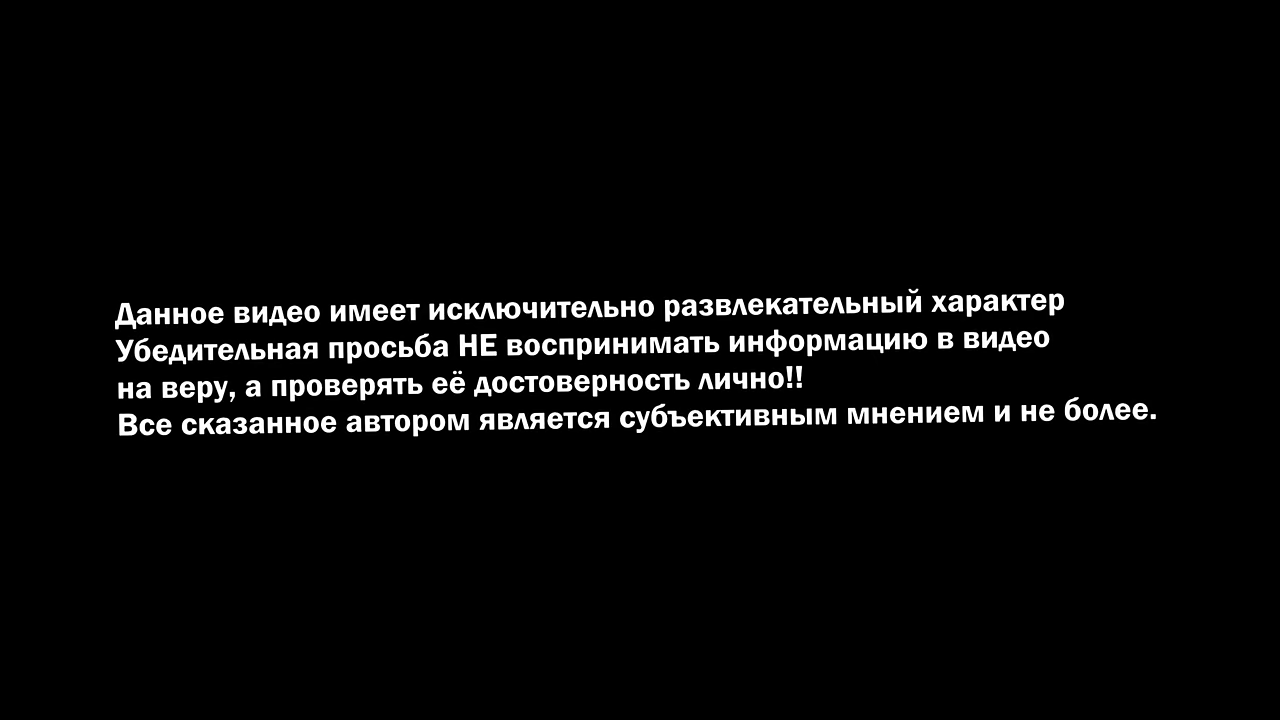 Данное видео имеет исключительно развлекательный характер
Убедительная просьба НЕ воспринимать информацию в видео
на веру, а проверять её достоверность лично!!
Все сказанное автором является субъективным мнением и не более.